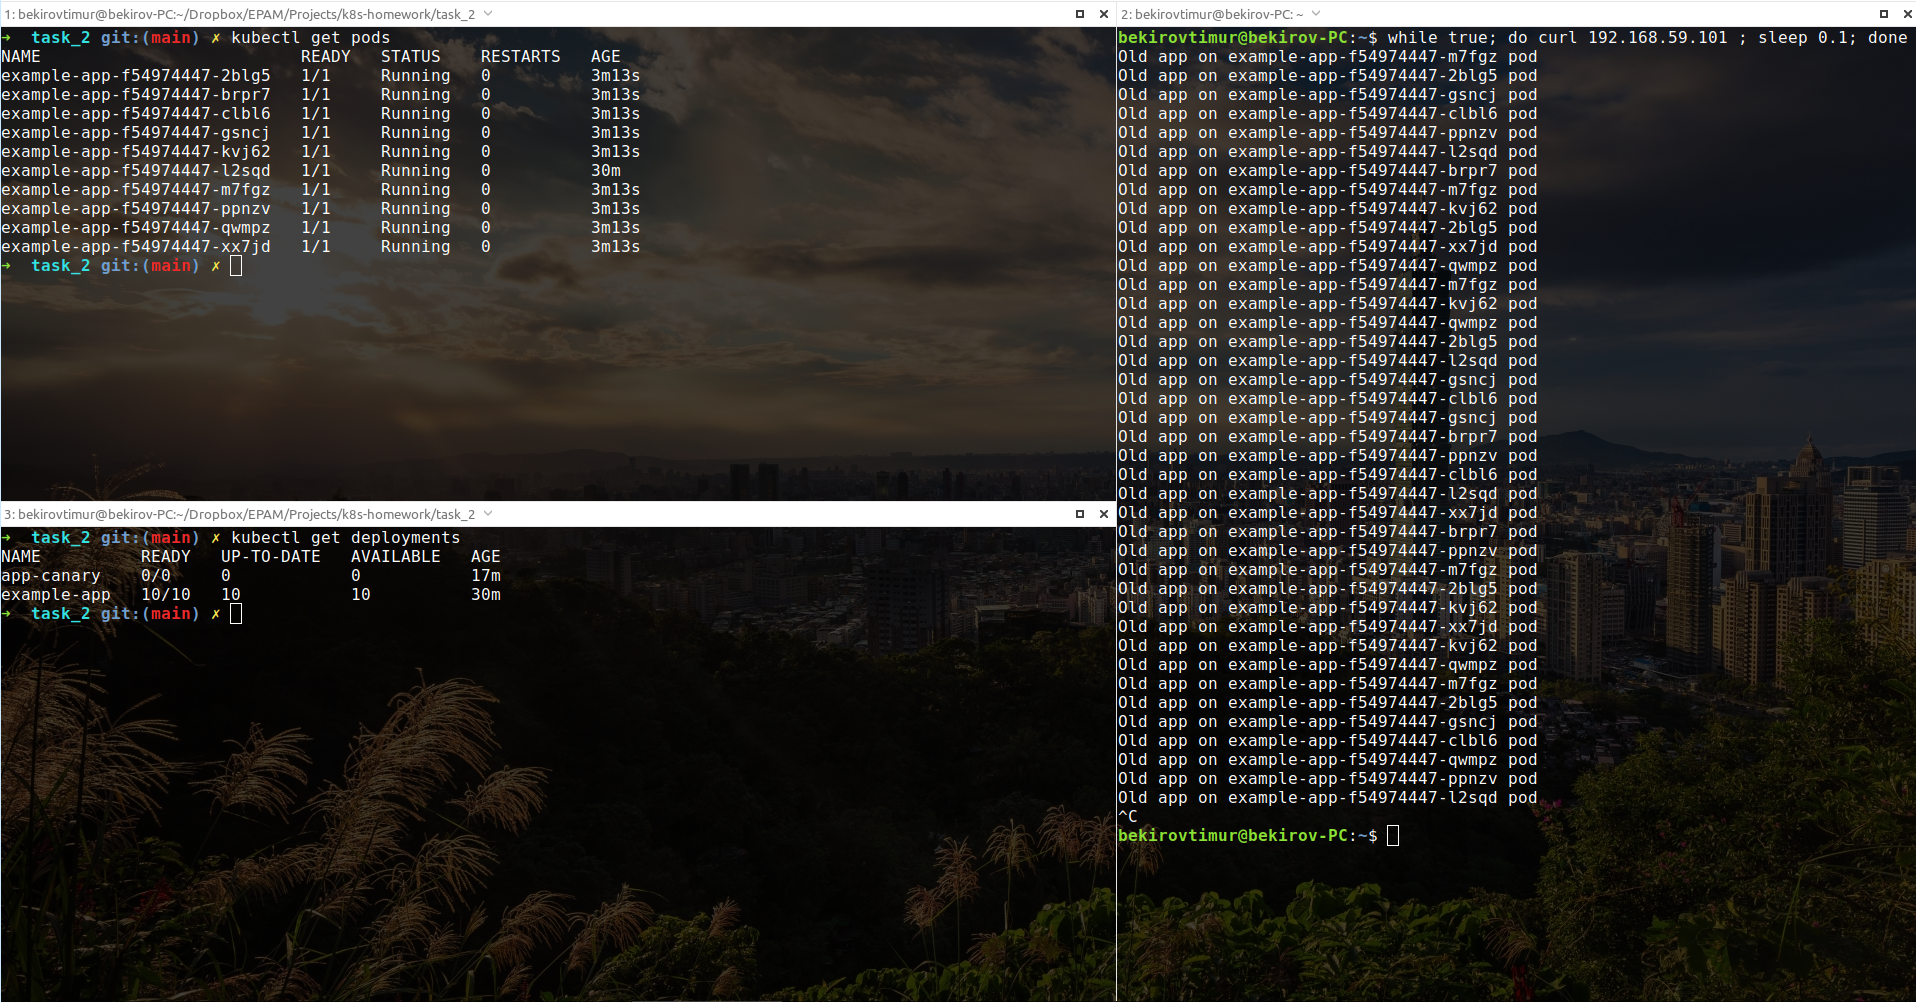 1: bekirovtimur@bekirov-PC:~/Dropbox/EPAM/Projects/k8s-homework/task_2
➜  task_2 git:(main) ✗ kubectl get pods
NAME                          READY   STATUS    RESTARTS   AGE
example-app-f54974447-2blg5   1/1     Running   0          3m13s
example-app-f54974447-brpr7   1/1     Running   0          3m13s
example-app-f54974447-clbl6   1/1     Running   0          3m13s
example-app-f54974447-gsncj   1/1     Running   0          3m13s
example-app-f54974447-kvj62   1/1     Running   0          3m13s
example-app-f54974447-l2sqd   1/1     Running   0          30m
example-app-f54974447-m7fgz   1/1     Running   0          3m13s
example-app-f54974447-ppnzv   1/1     Running   0          3m13s
example-app-f54974447-qwmpz   1/1     Running   0          3m13s
example-app-f54974447-xx7jd   1/1     Running   0          3m13s
➜  task_2 git:(main) ✗
3: bekirovtimur@bekirov-PC:~/Dropbox/EPAM/Projects/k8s-homework/task_2
➜  task_2 git:(main) ✗ kubectl get deployments
NAME          READY   UP-TO-DATE   AVAILABLE   AGE
app-canary    0/0     0            0           17m
example-app   10/10   10           10          30m
➜  task_2 git:(main) ✗
2: bekirovtimur@bekirov-PC: ~
bekirovtimur@bekirov-PC:~$ while true; do curl 192.168.59.101 ; sleep 0.1; done
Old app on example-app-f54974447-m7fgz pod
Old app on example-app-f54974447-2blg5 pod
Old app on example-app-f54974447-gsncj pod
Old app on example-app-f54974447-clbl6 pod
Old app on example-app-f54974447-ppnzv pod
Old app on example-app-f54974447-l2sqd pod
Old app on example-app-f54974447-brpr7 pod
Old app on example-app-f54974447-m7fgz pod
Old app on example-app-f54974447-kvj62 pod
Old app on example-app-f54974447-2blg5 pod
Old app on example-app-f54974447-xx7jd pod
Old app on example-app-f54974447-qwmpz pod
Old app on example-app-f54974447-m7fgz pod
Old app on example-app-f54974447-kvj62 pod
Old app on example-app-f54974447-qwmpz pod
Old app on example-app-f54974447-2blg5 pod
Old app on example-app-f54974447-l2sqd pod
Old app on example-app-f54974447-gsncj pod
Old app on example-app-f54974447-clbl6 pod
Old app on example-app-f54974447-gsncj pod
Old app on example-app-f54974447-brpr7 pod
Old app on example-app-f54974447-ppnzv pod
Old app on example-app-f54974447-clbl6 pod
Old app on example-app-f54974447-l2sqd pod
Old app on example-app-f54974447-xx7jd pod
Old app on example-app-f54974447-brpr7 pod
Old app on example-app-f54974447-ppnzv pod
Old app on example-app-f54974447-m7fgz pod
Old app on example-app-f54974447-2blg5 pod
Old app on example-app-f54974447-kvj62 pod
Old app on example-app-f54974447-xx7jd pod
Old app on example-app-f54974447-kvj62 pod
Old app on example-app-f54974447-qwmpz pod
Old app on example-app-f54974447-m7fgz pod
Old app on example-app-f54974447-2blg5 pod
Old app on example-app-f54974447-gsncj pod
Old app on example-app-f54974447-clbl6 pod
Old app on example-app-f54974447-qwmpz pod
Old app on example-app-f54974447-ppnzv pod
Old app on example-app-f54974447-l2sqd pod
^C
bekirovtimur@bekirov-PC:~$